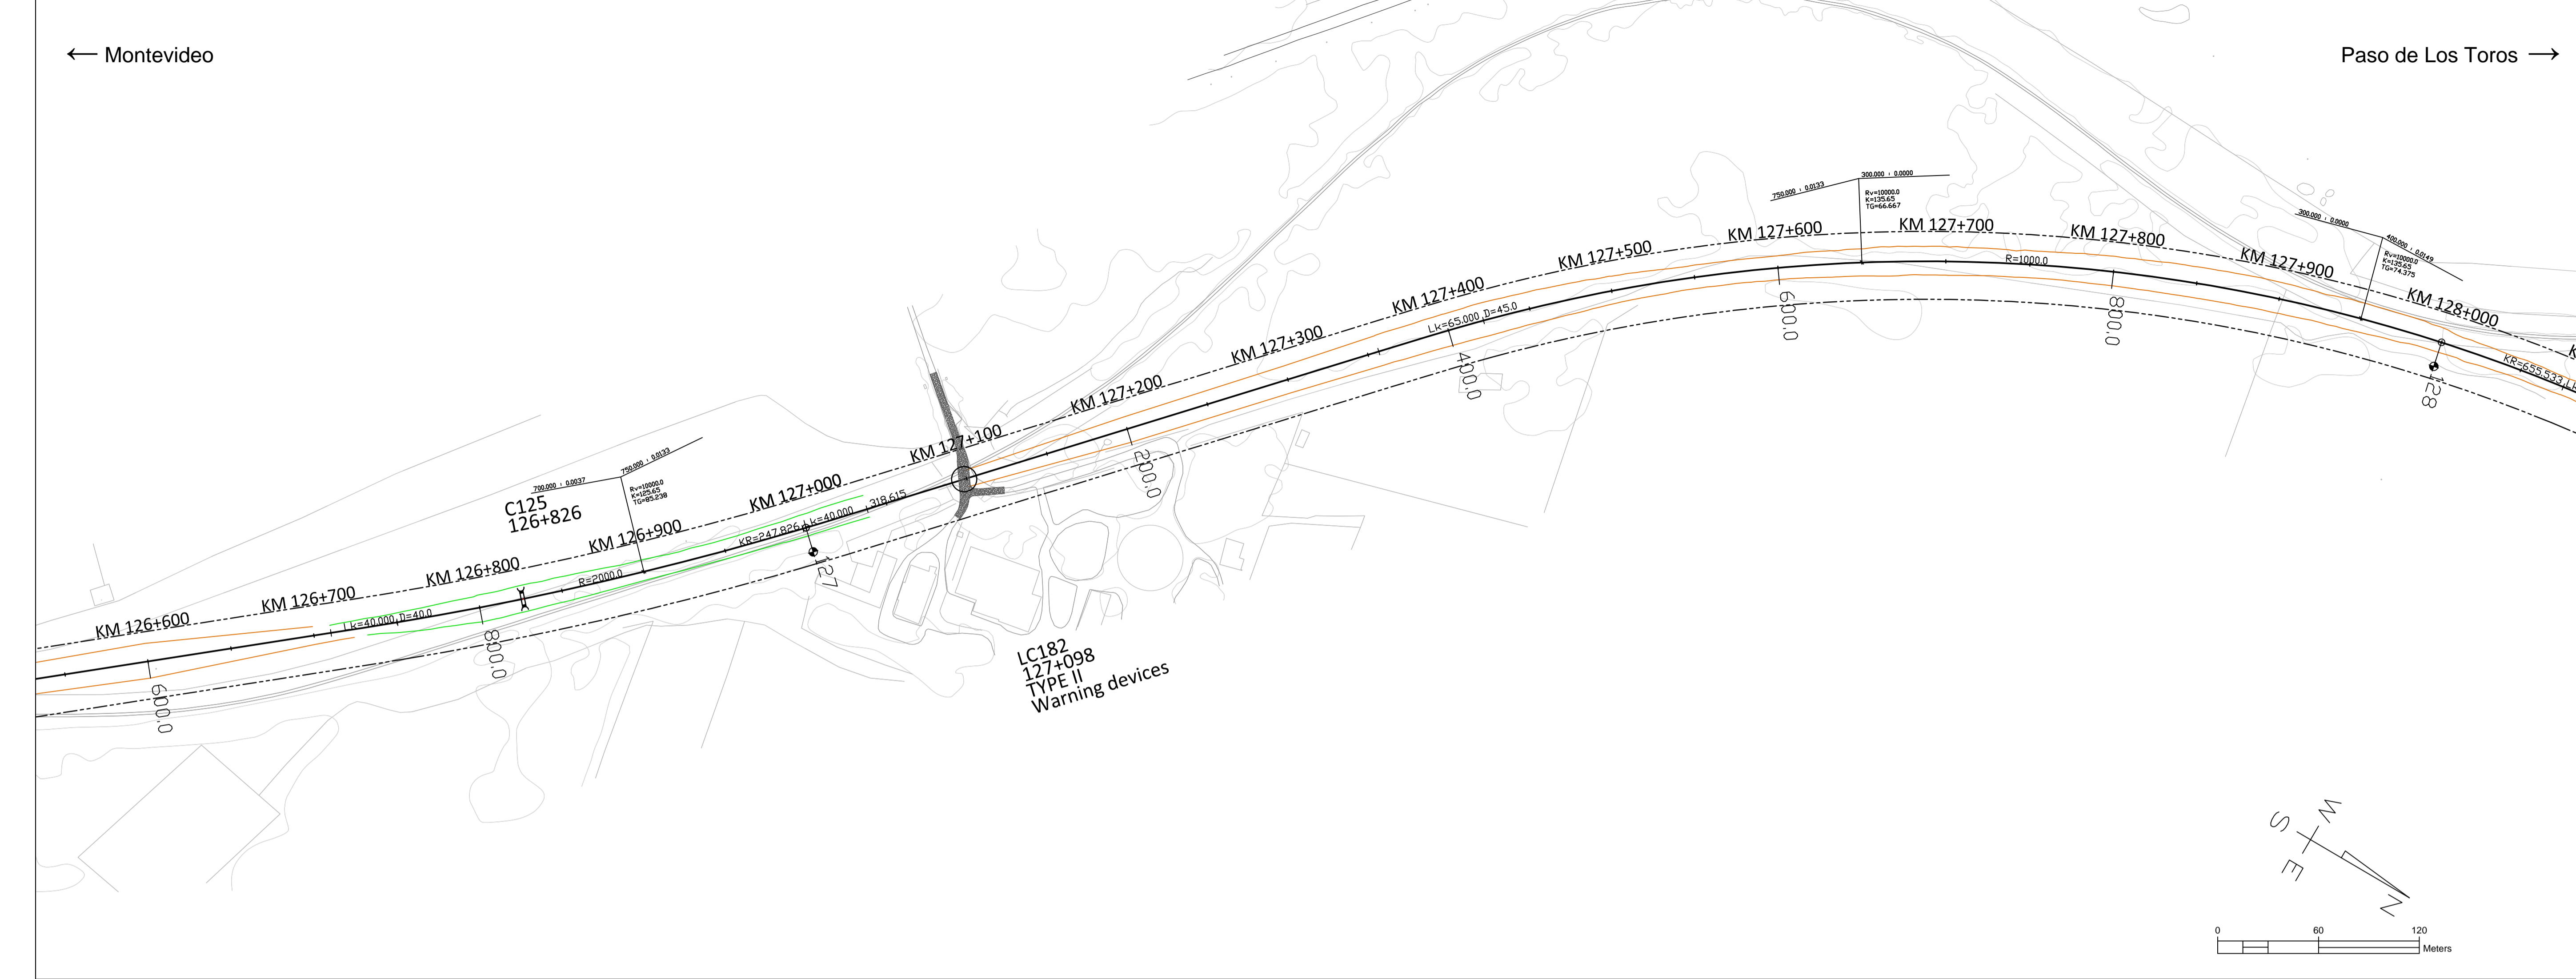 ← Montevideo
Paso de Los Toros →
KM 126+600
KM 126+700
KM 126+800
KM 126+900
KM 127+000
KM 127+100
KM 127+200
KM 127+300
KM 127+400
KM 127+500
KM 127+600
KM 127+700
KM 127+800
KM 127+900
KM 128+000
C125
126+826
700.000 : 0.0037
750.000 : 0.0133
Rv=10000.0
K=125.65
TG=85.238
750.000 : 0.0133
300.000 : 0.0000
Rv=10000.0
K=135.65
TG=66.667
300.000 : 0.0000
400.000 : 0.0149
Rv=10000.0
K=135.65
TG=74.375
Lk=40.000 D=40.0
R=2000.0
KR=247.826 Lk=40.000
318.615
Lk=65.000 D=45.0
R=1000.0
KR=655.533
600.0
800.0
127
200.0
400.0
600.0
800.0
128
LC182
127+098
TYPE II
Warning devices
S
W
E
N
0 60 120
Meters